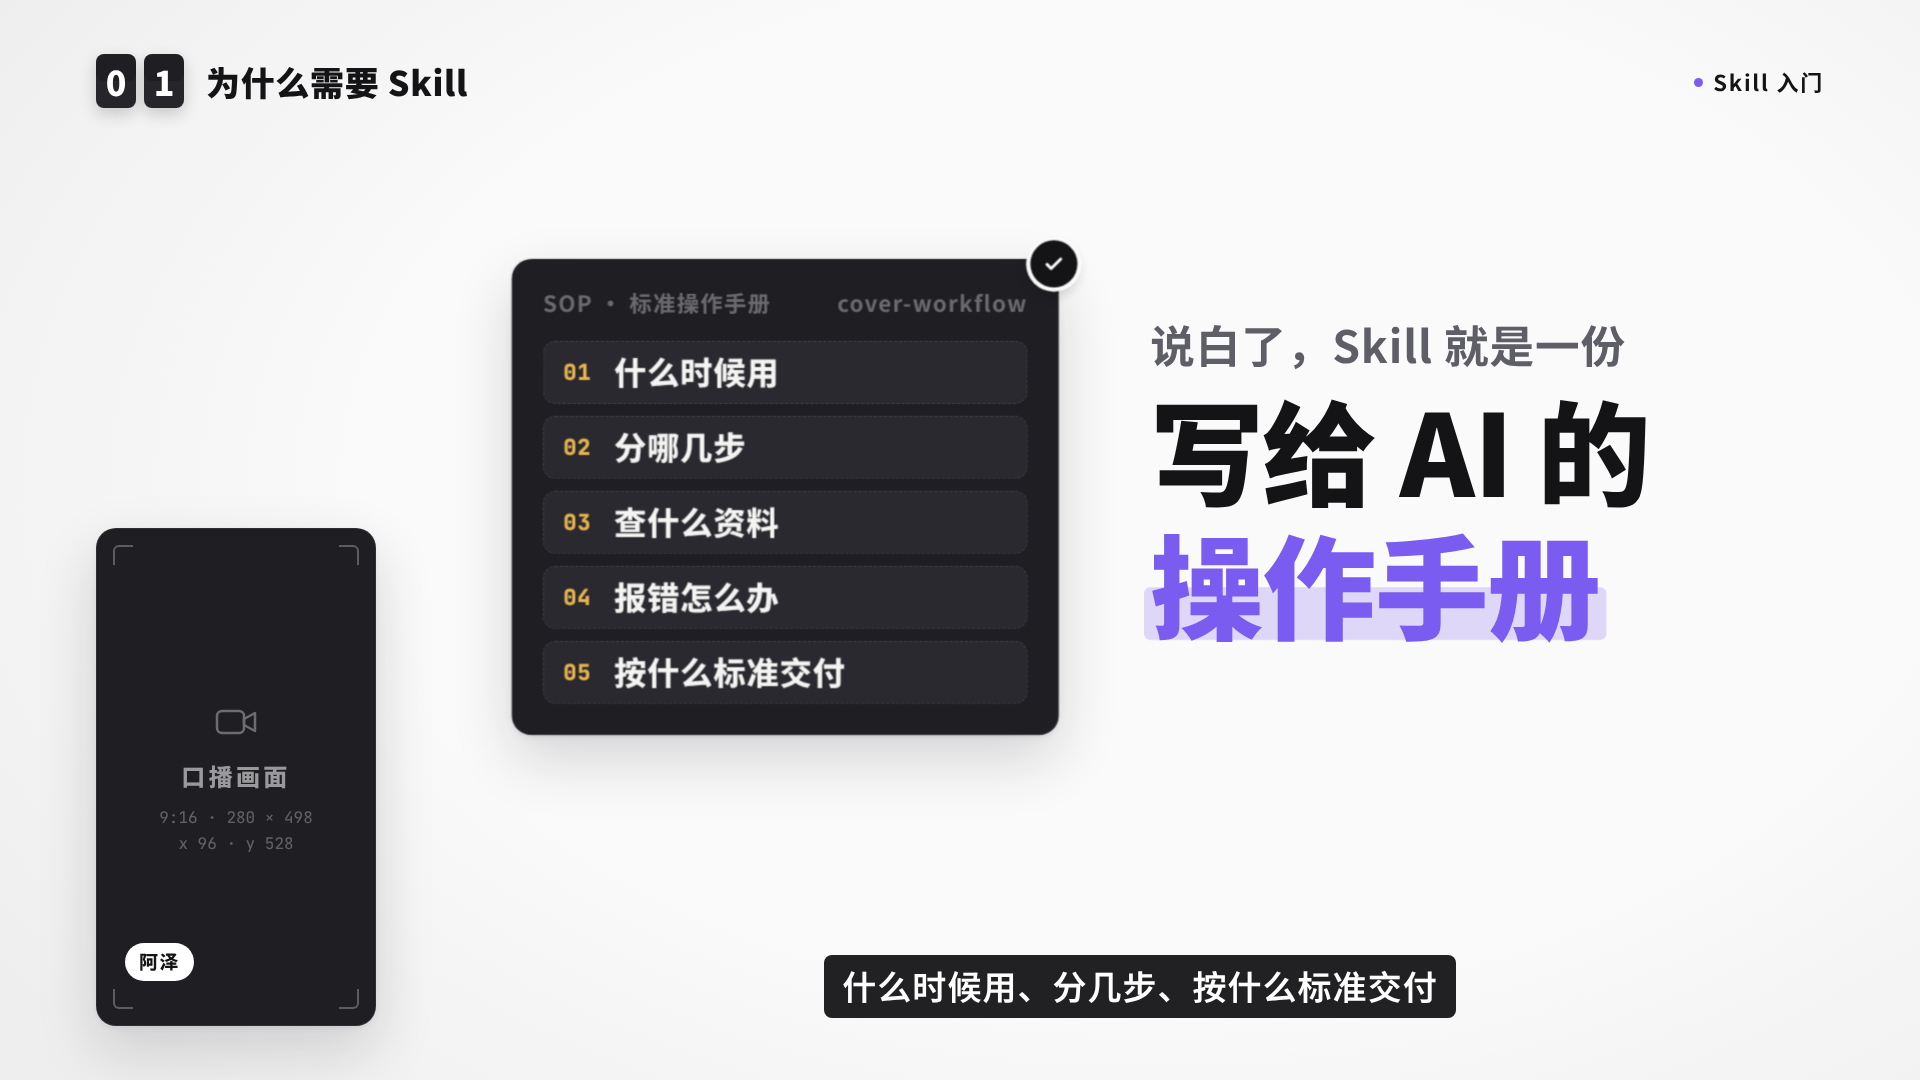 01 为什么需要 Skill
Skill 入门
SOP · 标准操作手册 cover-workflow
01 什么时候用
02 分哪几步
03 查什么资料
04 报错怎么办
05 按什么标准交付
说白了，Skill 就是一份
写给 AI 的
操作手册
口播画面
9:16 · 280 × 498
x 96 · y 528
阿泽
什么时候用、分几步、按什么标准交付